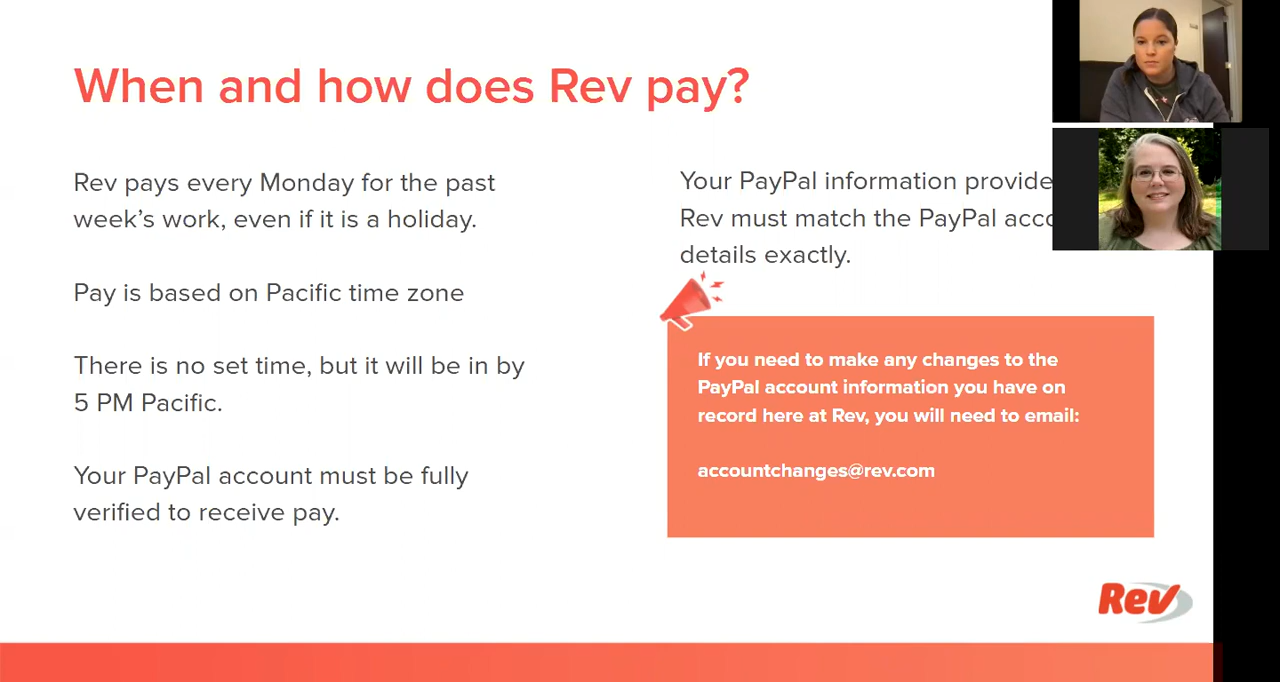 When and how does Rev pay?
Rev pays every Monday for the past
week's work, even if it is a holiday.
Pay is based on Pacific time zone
There is no set time, but it will be in by
5 PM Pacific.
Your PayPal account must be fully
verified to receive pay.
Your PayPal information
Rev must match the PayPal
details exactly.
If you need to make any changes to the
PayPal account information you have on
record here at Rev, you will need to email:
accountchanges@rev.com
Rev